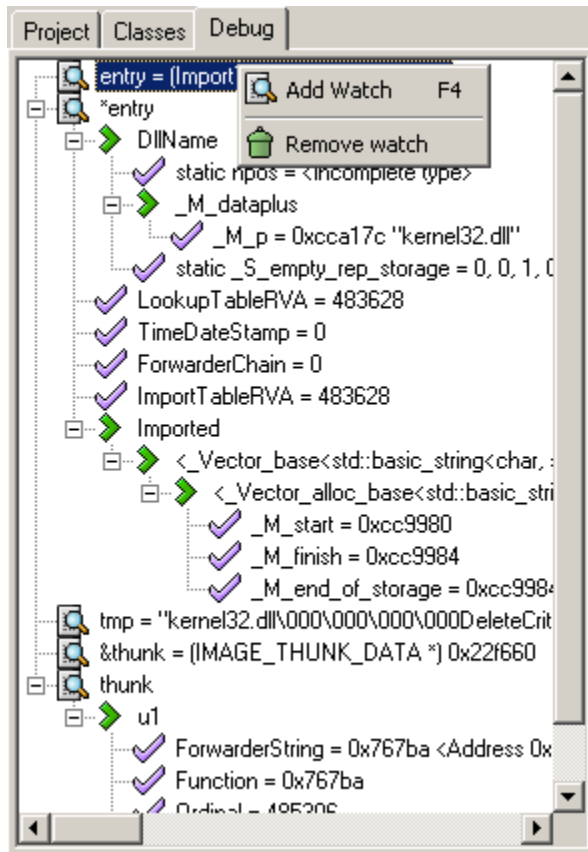 Project Classes Debug
entry = (Import
Add Watch F4
*entry
DllName
Remove watch
static npos = <incomplete type>
_M_dataplus
_M_p = 0xcca17c "kernel32.dll"
static _S_empty_rep_storage = 0, 0, 1, 0
LookupTableRVA = 483628
TimeDateStamp = 0
ForwarderChain = 0
ImportTableRVA = 483628
Imported
<_Vector_base<std::basic_string<char,
<_Vector_alloc_base<std::basic_stri
_M_start = 0xcc9980
_M_finish = 0xcc9984
_M_end_of_storage = 0xcc9984
tmp = "kernel32.dll\000\000\000\000DeleteCrit
&thunk = (IMAGE_THUNK_DATA *) 0x22f660
thunk
u1
ForwarderString = 0x767ba <Address 0x
Function = 0x767ba
Ordinal = 485306